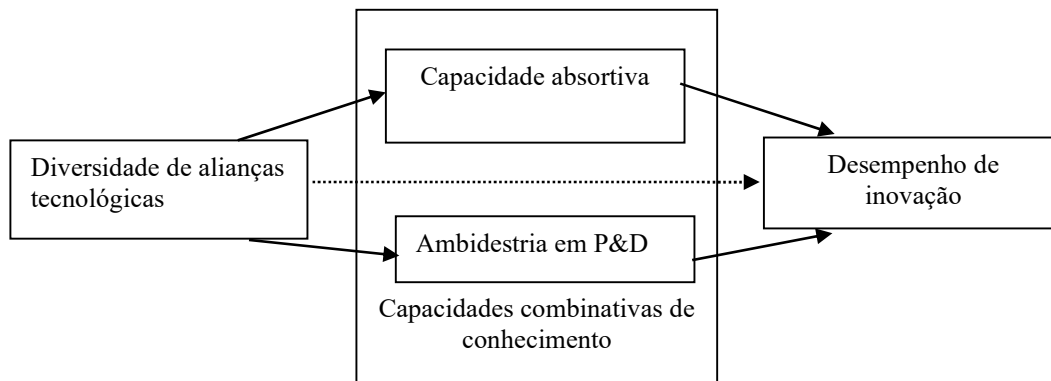 Capacidade absortiva
Diversidade de alianças
tecnológicas
Desempenho de
inovação
Ambidestria em P&D
Capacidades combinativas de
conhecimento